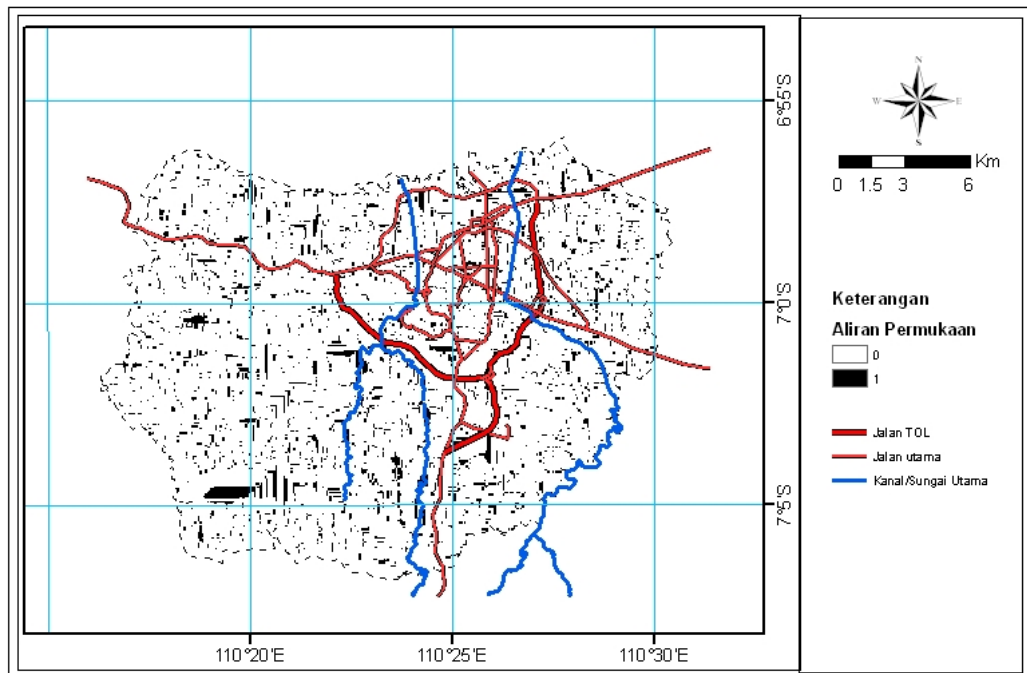 6°55'S
7°0'S
7°5'S
110°20'E
110°25'E
110°30'E
N
W
E
S
Km
0 1.5 3 6
Keterangan
Aliran Permukaan
0
1
Jalan TOL
Jalan utama
Kanal/Sungai Utama